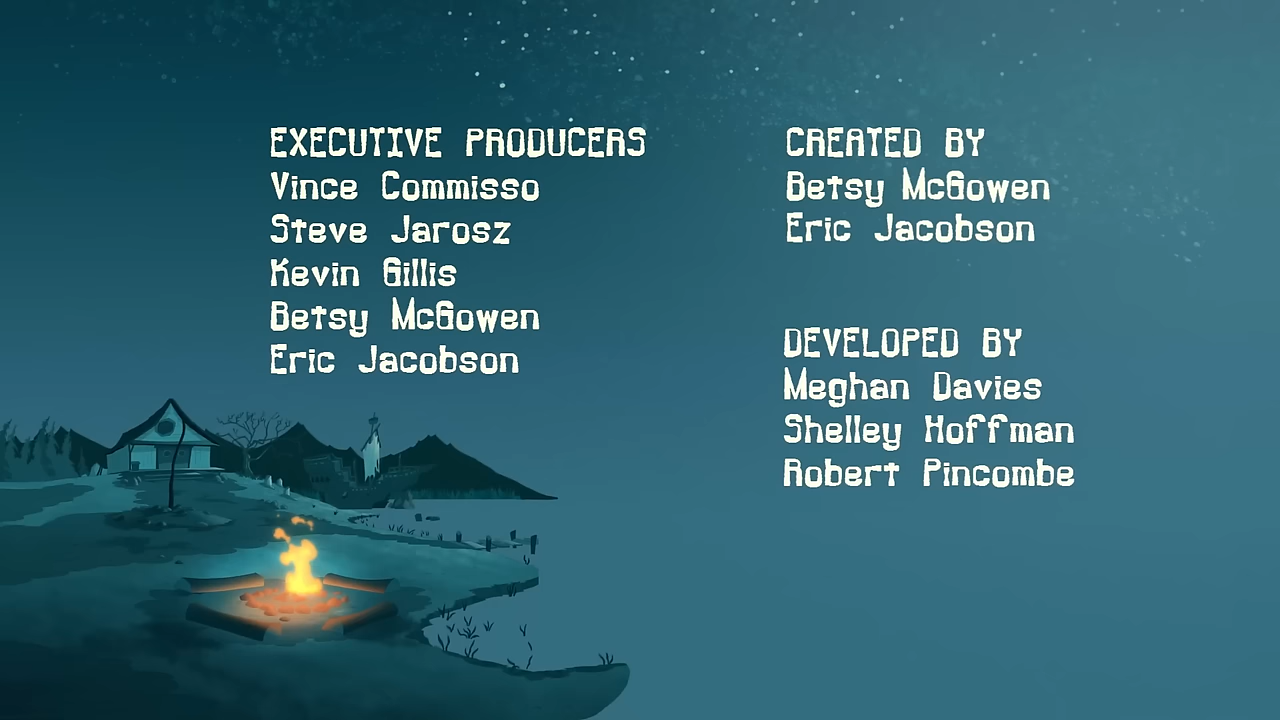 EXECUTIVE PRODUCERS
Vince Commisso
Steve Jarosz
Kevin Gillis
Betsy McGowen
Eric Jacobson
CREATED BY
Betsy McGowen
Eric Jacobson
DEVELOPED BY
Meghan Davies
Shelley Hoffman
Robert Pincombe